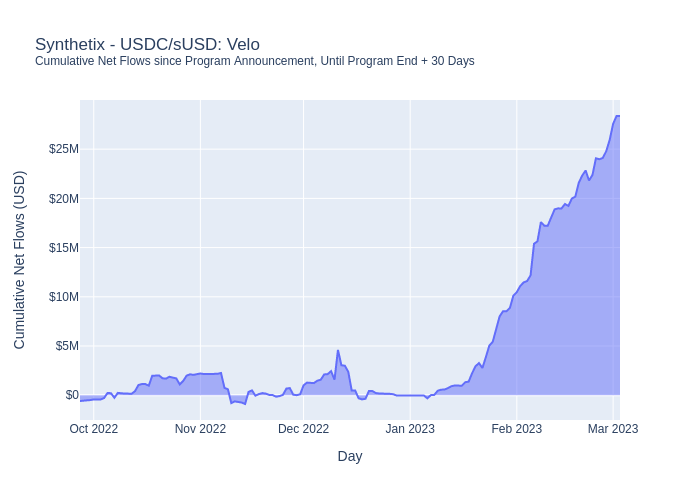 Synthetix - USDC/sUSD: Velo
Cumulative Net Flows since Program Announcement, Until Program End + 30 Days
Cumulative Net Flows (USD)
$25M
$20M
$15M
$10M
$5M
$0
Oct 2022
Nov 2022
Dec 2022
Jan 2023
Feb 2023
Mar 2023
Day